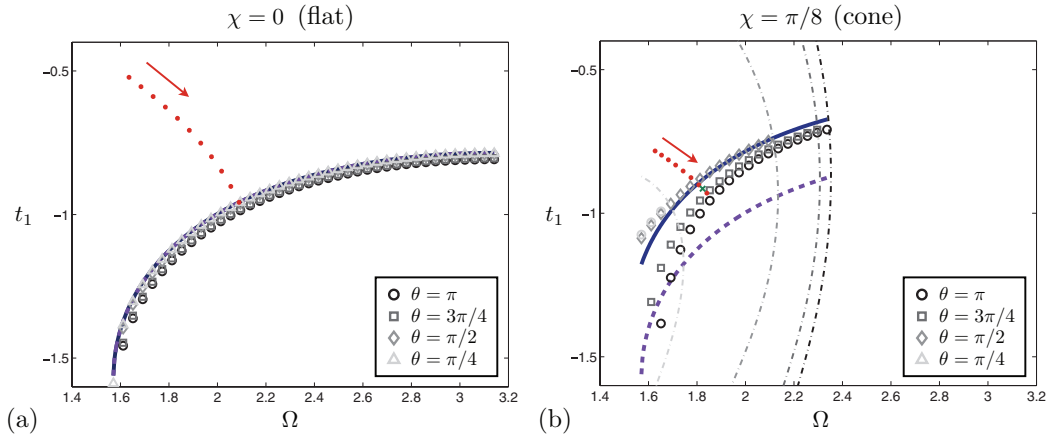 χ = 0 (flat)
−0.5
−1
−1.5
t₁
1.4 1.6 1.8 2 2.2 2.4 2.6 2.8 3 3.2
Ω
θ = π
θ = 3π/4
θ = π/2
θ = π/4
(a)
χ = π/8 (cone)
−0.5
−1
−1.5
t₁
1.4 1.6 1.8 2 2.2 2.4 2.6 2.8 3 3.2
Ω
θ = π
θ = 3π/4
θ = π/2
θ = π/4
(b)